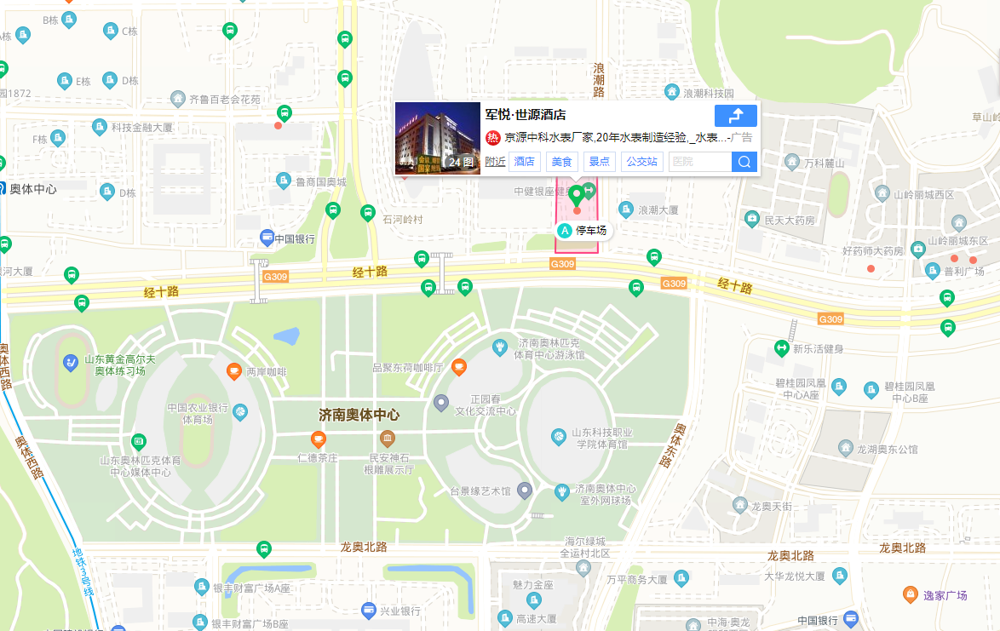 B栋
C栋
浪潮路
E栋
D栋
园1872
齐鲁百老会花苑
浪潮科技园
草山岭
军悦·世源酒店
热
京源中科水表厂家,20年水表制造经验._水表...-广告
24 图
附近
酒店
美食
景点
公交站
医院
科技金融大厦
F栋
万科麓山
鲁商国奥城
奥体中心
D栋
中健银座健身
石河岭村
浪潮大厦
山岭丽城西区
民天大药房
A
停车场
中国银行
山岭丽城东区
好药师大药房
普利广场
河大厦
G309
经十路
G309
经十路
G309
经十路
G309
奥体西路
山东黄金高尔夫
奥体练习场
两岸咖啡
品聚东荷咖啡厅
济南奥林匹克
体育中心游泳馆
新乐活健身
碧桂园凤凰
中心A座
碧桂园凤凰
中心B座
中国农业银行
体育场
济南奥体中心
正园春
文化交流中心
山东科技职业
学院体育馆
奥体东路
奥体西路
山东奥林匹克体育
中心媒体中心
仁德茶庄
民安神石
根雕展示厅
龙湖奥东公馆
台景缘艺术馆
济南奥体中心
室外网球场
龙奥天街
地铁3号线
龙奥北路
海尔绿城
全运村北区
龙奥北路
龙奥北路
银丰财富广场A座
魅力金座
万平商务大厦
大华龙悦大厦
逸家广场
兴业银行
高速大厦
银丰财富广场B座
中海·奥龙
中国银行